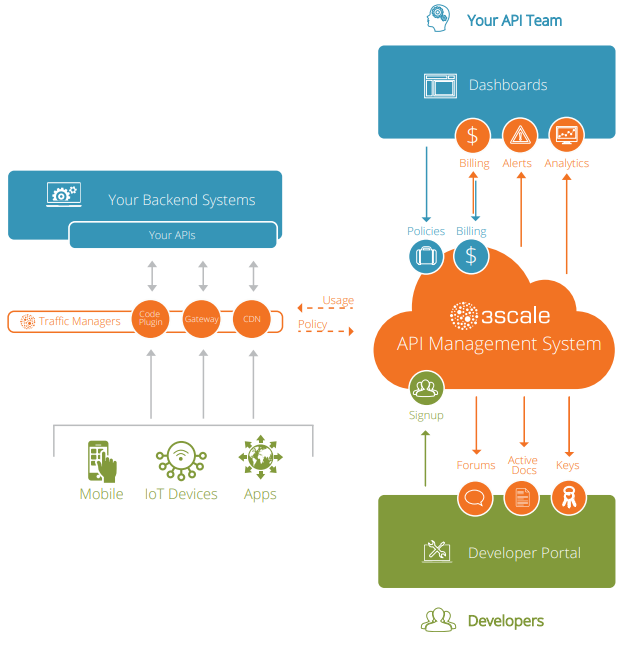 Your API Team
Dashboards
Billing
Alerts
Analytics
Your Backend Systems
Your APIs
Policies
Billing
Traffic Managers
Code
Plugin
Gateway
CDN
Usage
Policy
3scale
API Management System
Signup
Mobile
IoT Devices
Apps
Forums
Active
Docs
Keys
Developer Portal
Developers